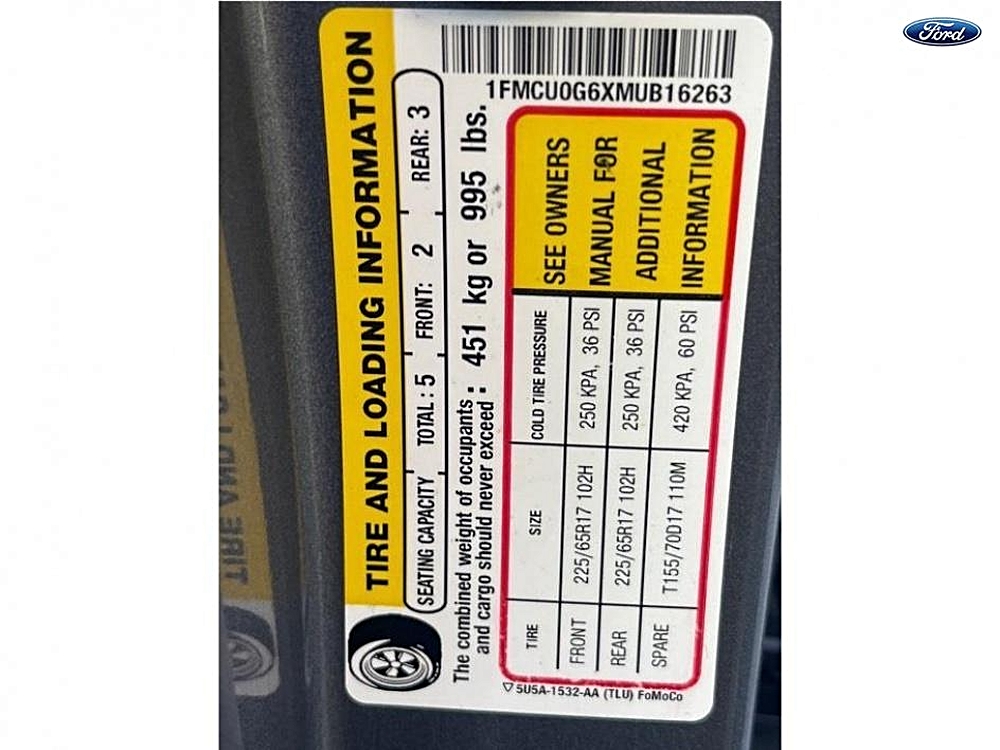 Ford
TIRE AND LOADING INFORMATION
SEATING CAPACITY TOTAL : 5 FRONT: 2 REAR: 3
The combined weight of occupants
and cargo should never exceed : 451 kg or 995 lbs.
1FMCU0G6XMUB16263
TIRE SIZE COLD TIRE PRESSURE
FRONT 225/65R17 102H 250 KPA, 36 PSI
REAR 225/65R17 102H 250 KPA, 36 PSI
SPARE T155/70D17 110M 420 KPA, 60 PSI
SEE OWNERS
MANUAL FOR
ADDITIONAL
INFORMATION
5U5A-1532-AA (TLU) FoMoCo